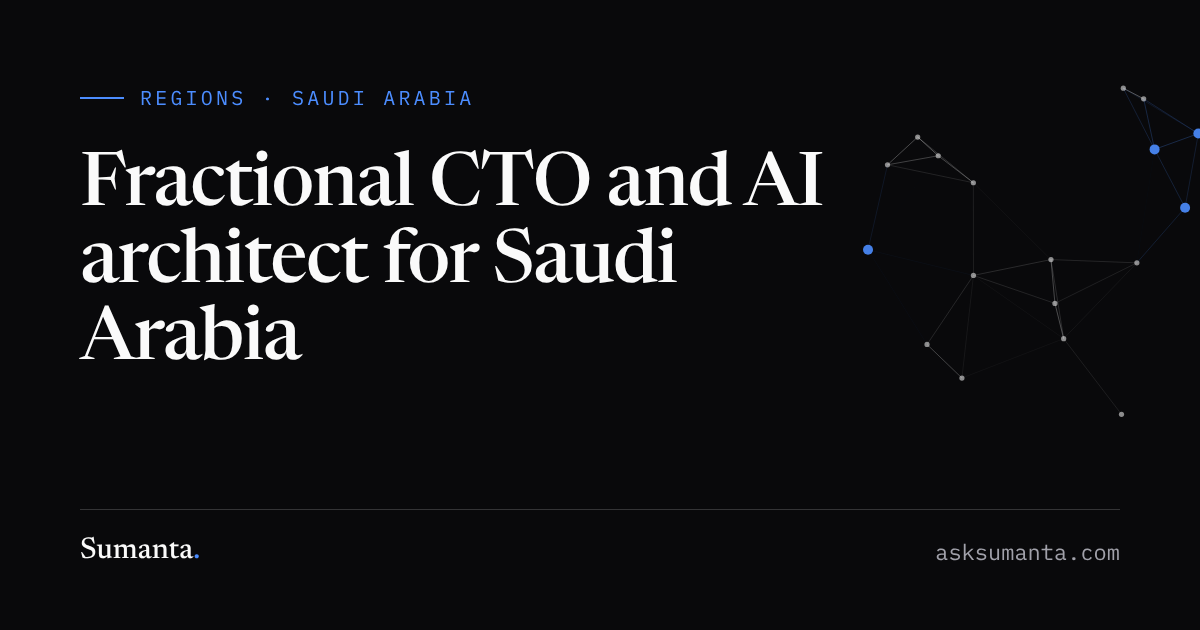 REGIONS · SAUDI ARABIA
Fractional CTO and AI
architect for Saudi
Arabia
Sumanta.
asksumanta.com